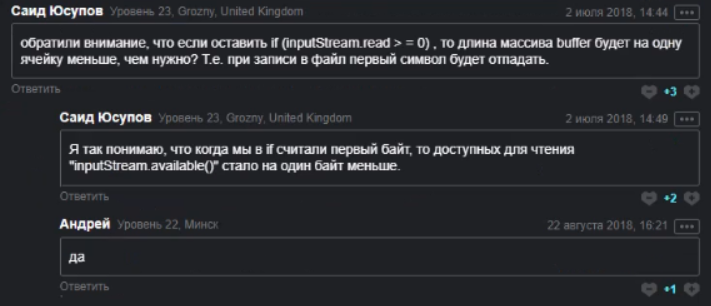 Саид Юсупов Уровень 23, Grozny, United Kingdom 2 июля 2018, 14:44
обратили внимание, что если оставить if (inputStream.read > = 0) , то длина массива buffer будет на одну
ячейку меньше, чем нужно? Т.е. при записи в файл первый символ будет отпадать.
Ответить +3
Саид Юсупов Уровень 23, Grozny, United Kingdom 2 июля 2018, 14:49
Я так понимаю, что когда мы в if считали первый байт, то доступных для чтения
"inputStream.available()" стало на один байт меньше.
Ответить +2
Андрей Уровень 22, Минск 22 августа 2018, 16:21
да
Ответить +1